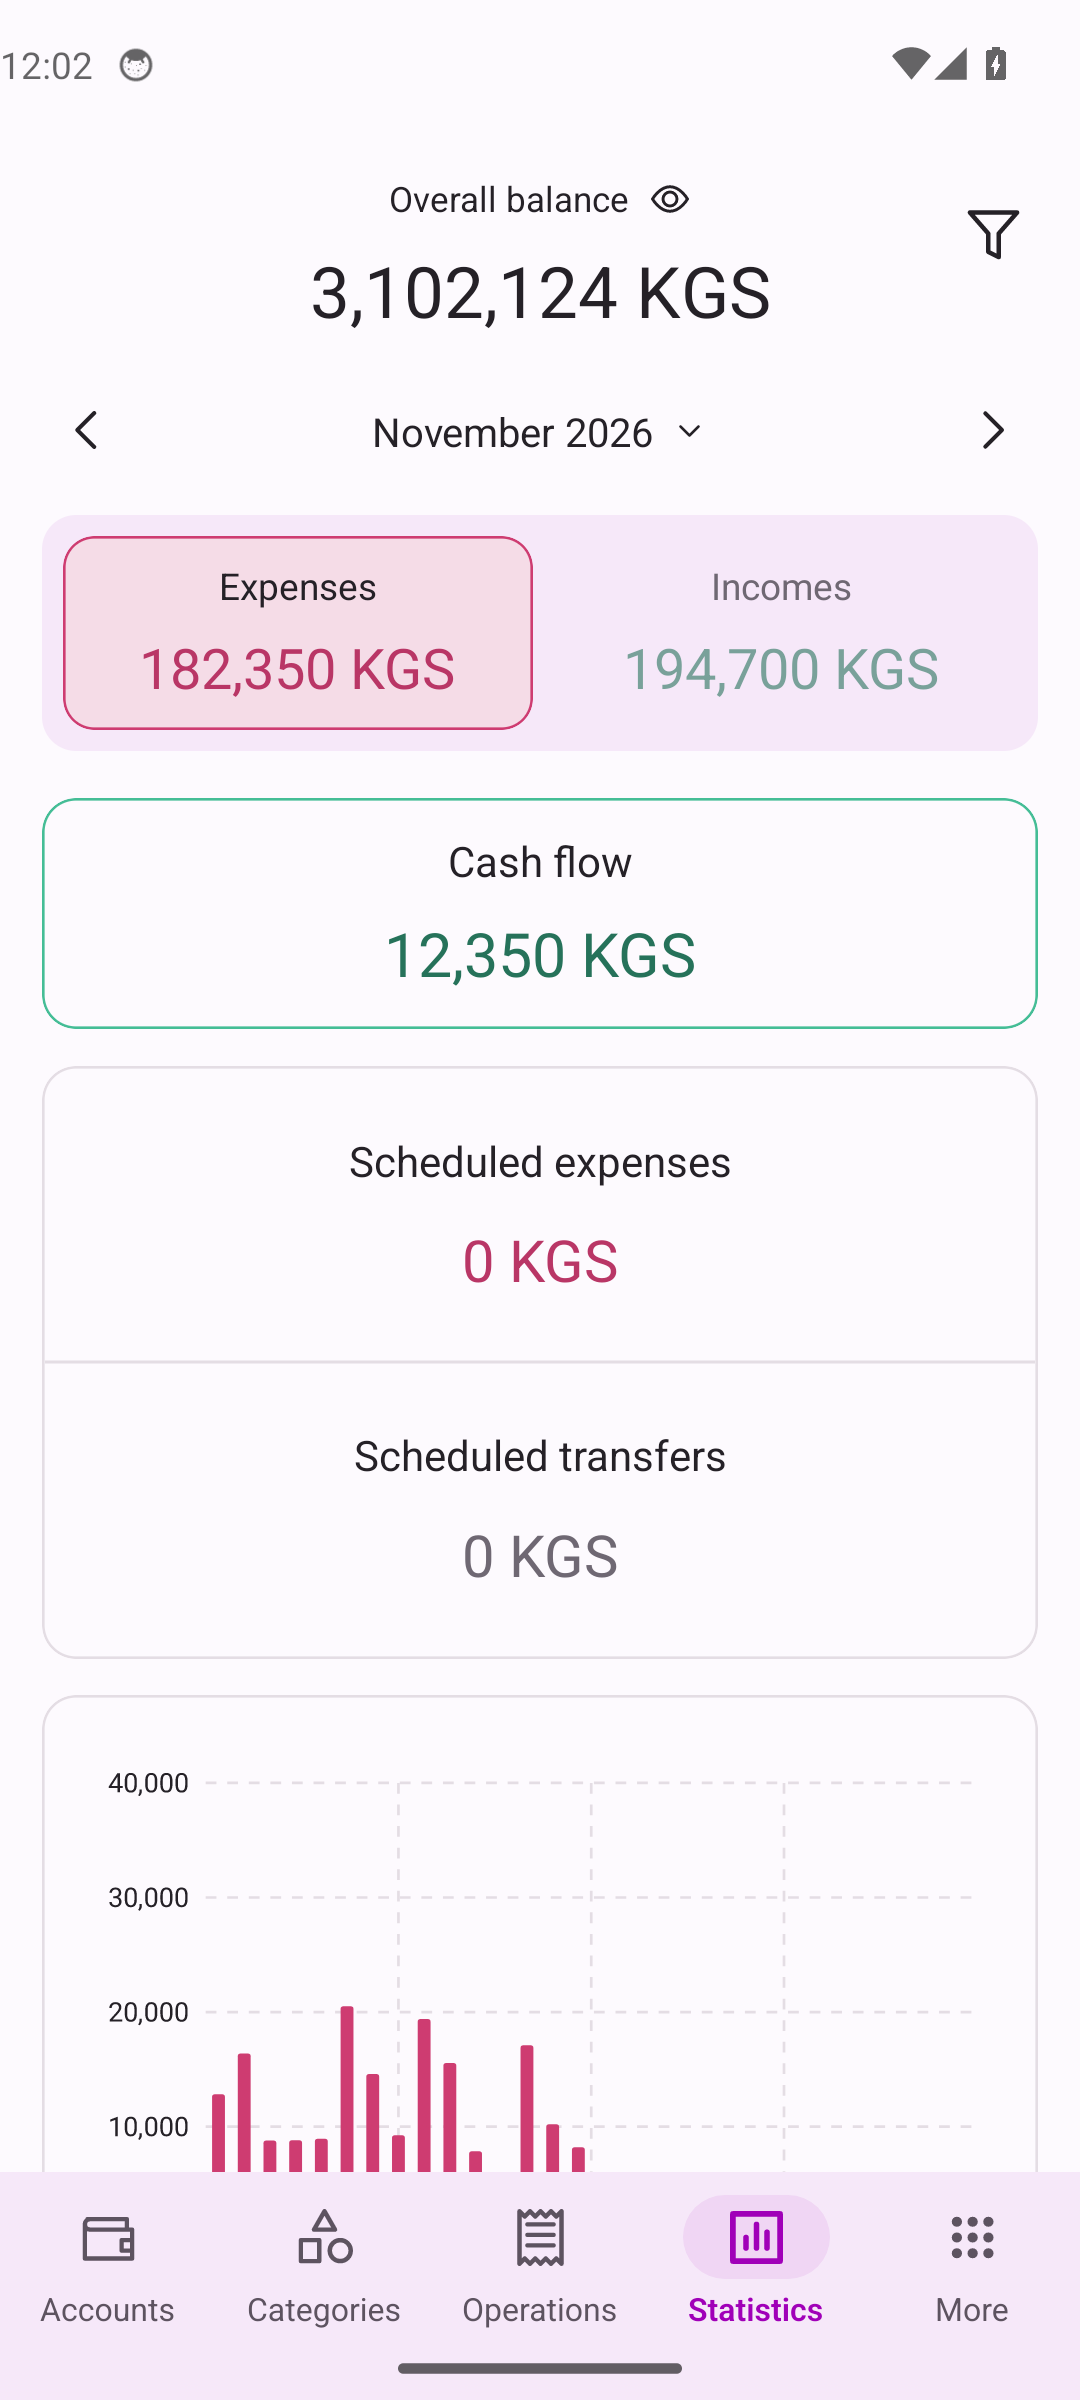 12:02
Overall balance
3,102,124 KGS
November 2026
Expenses
182,350 KGS
Incomes
194,700 KGS
Cash flow
12,350 KGS
Scheduled expenses
0 KGS
Scheduled transfers
0 KGS
40,000
30,000
20,000
10,000
Accounts
Categories
Operations
Statistics
More